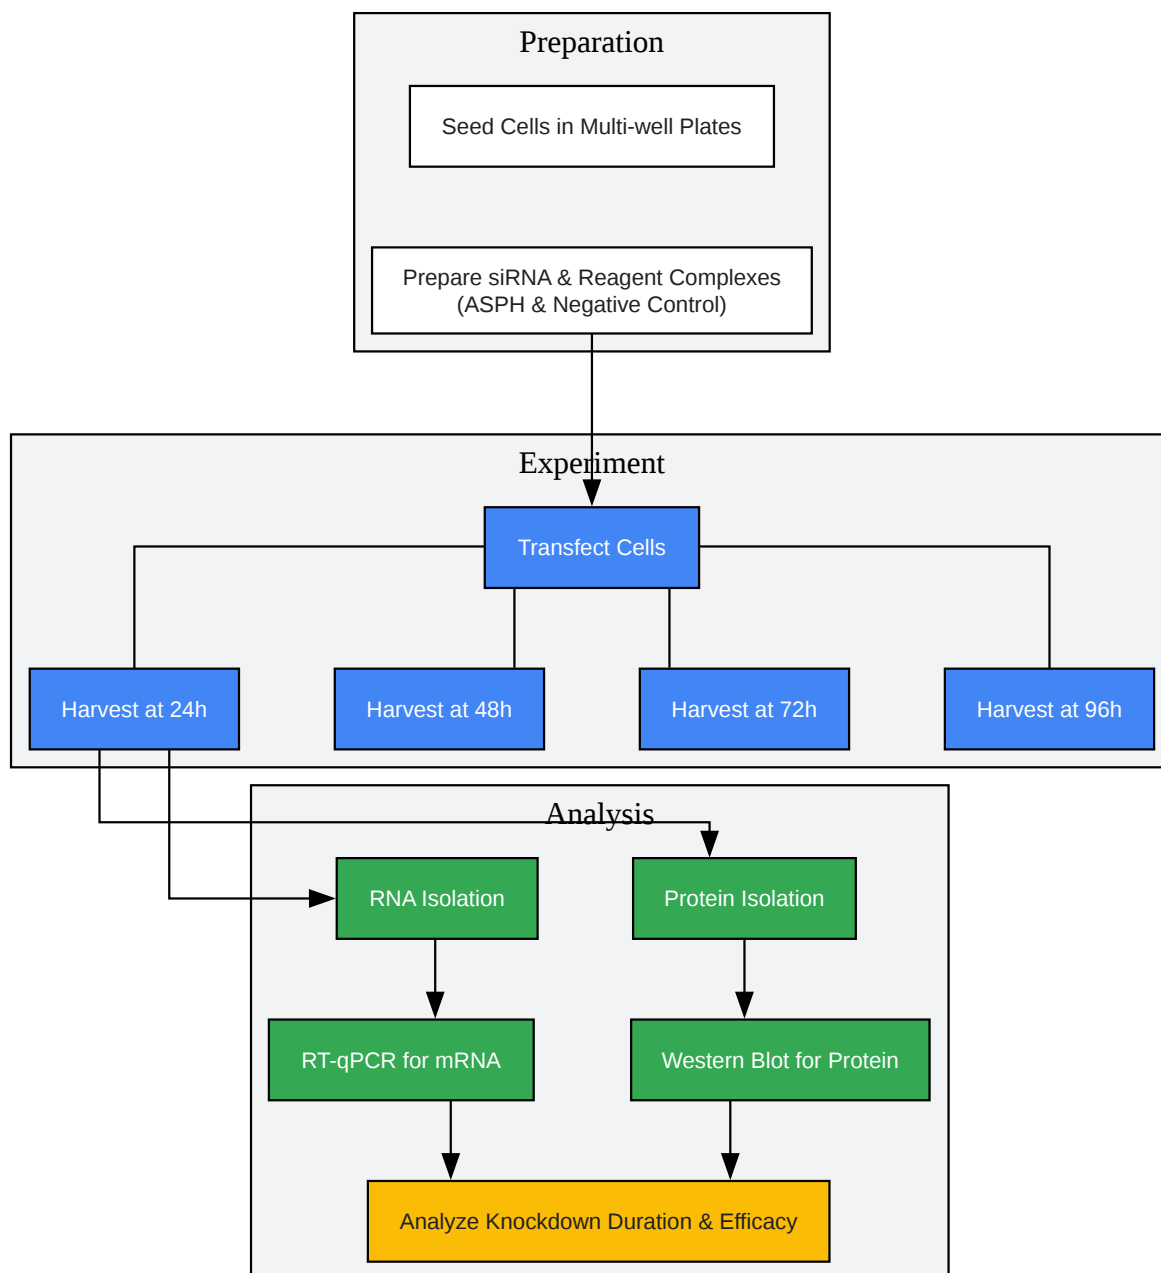 Preparation
Seed Cells in Multi-well Plates
Prepare siRNA & Reagent Complexes
(ASPH & Negative Control)
Experiment
Transfect Cells
Harvest at 24h
Harvest at 48h
Harvest at 72h
Harvest at 96h
Analysis
RNA Isolation
Protein Isolation
RT-qPCR for mRNA
Western Blot for Protein
Analyze Knockdown Duration & Efficacy